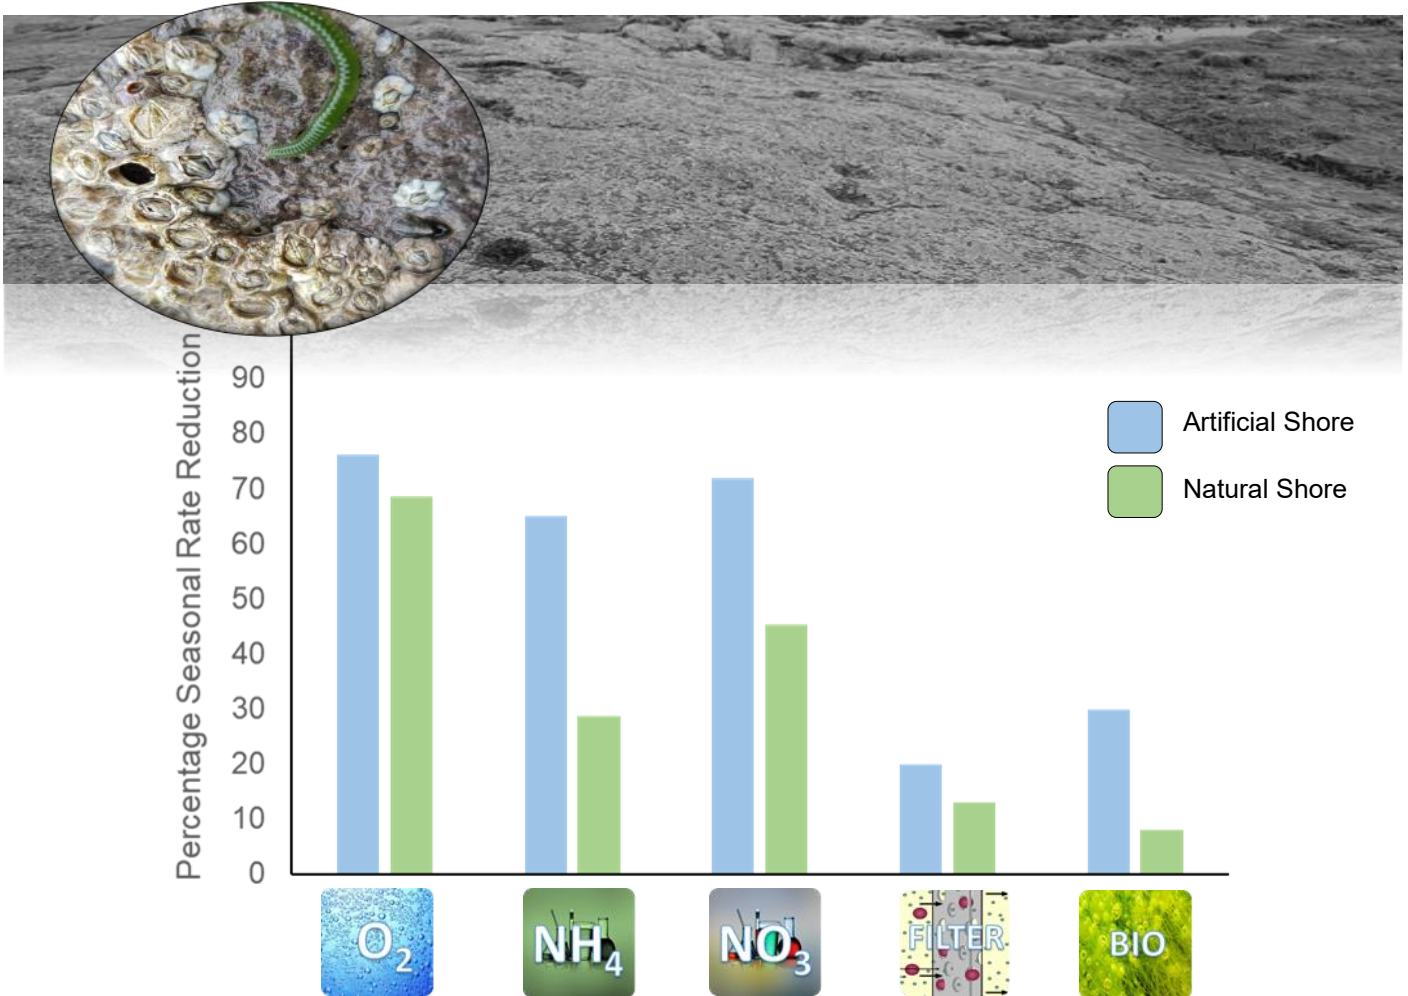 Percentage Seasonal Rate Reduction
90
80
70
60
50
40
30
20
10
0
Artificial Shore
Natural Shore
O2
NH4
NO3
FILTER
BIO